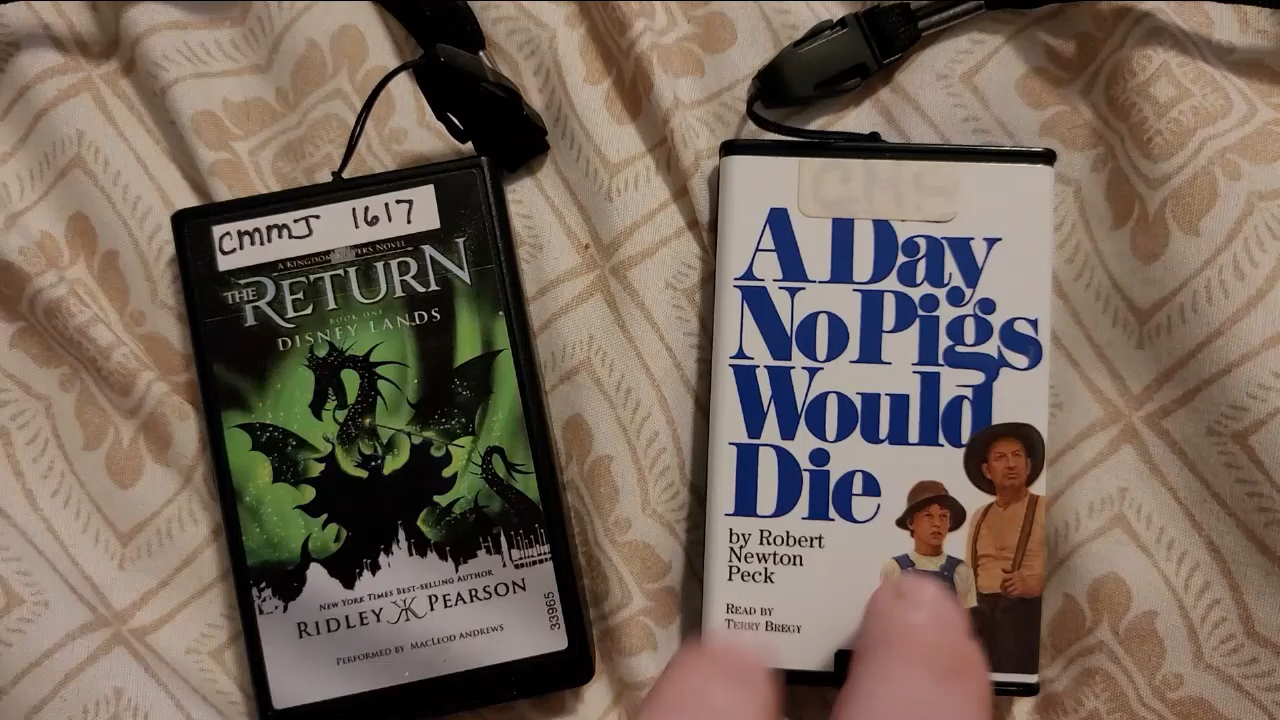 CMMJ 1617
A KINGDOM KEEPERS NOVEL
THE RETURN
BOOK ONE
DISNEY LANDS
NEW YORK TIMES BEST-SELLING AUTHOR
RIDLEY PEARSON
PERFORMED BY MACLEOD ANDREWS
33965
CHS
A Day
No Pigs
Would
Die
by Robert
Newton
Peck
READ BY
TERRY BREGY